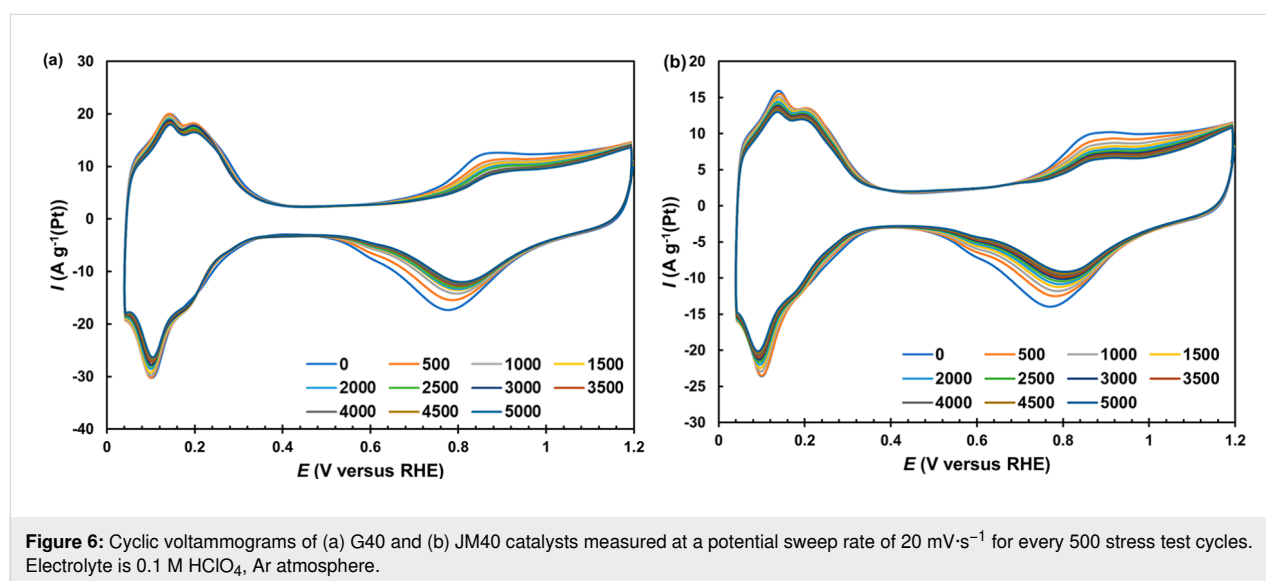 (a)
30
20
10
0
-10
-20
-30
-40
I (A g⁻¹(Pt))
0 500 1000 1500
2000 2500 3000 3500
4000 4500 5000
0 0.2 0.4 0.6 0.8 1 1.2
E (V versus RHE)
(b)
20
15
10
5
0
-5
-10
-15
-20
-25
-30
I (A g⁻¹(Pt))
0 500 1000 1500
2000 2500 3000 3500
4000 4500 5000
0 0.2 0.4 0.6 0.8 1 1.2
E (V versus RHE)
Figure 6: Cyclic voltammograms of (a) G40 and (b) JM40 catalysts measured at a potential sweep rate of 20 mV·s⁻¹ for every 500 stress test cycles.
Electrolyte is 0.1 M HClO₄, Ar atmosphere.